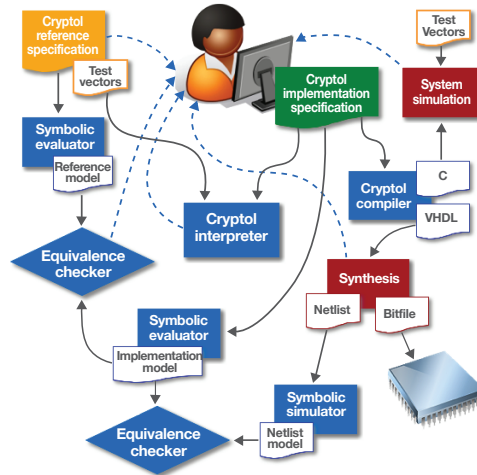 Cryptol
reference
specification
Test
vectors
Symbolic
evaluator
Reference
model
Equivalence
checker
Cryptol
interpreter
Cryptol
implementation
specification
Test
Vectors
System
simulation
Cryptol
compiler
C
VHDL
Synthesis
Netlist
Bitfile
Symbolic
evaluator
Implementation
model
Symbolic
simulator
Netlist
model
Equivalence
checker